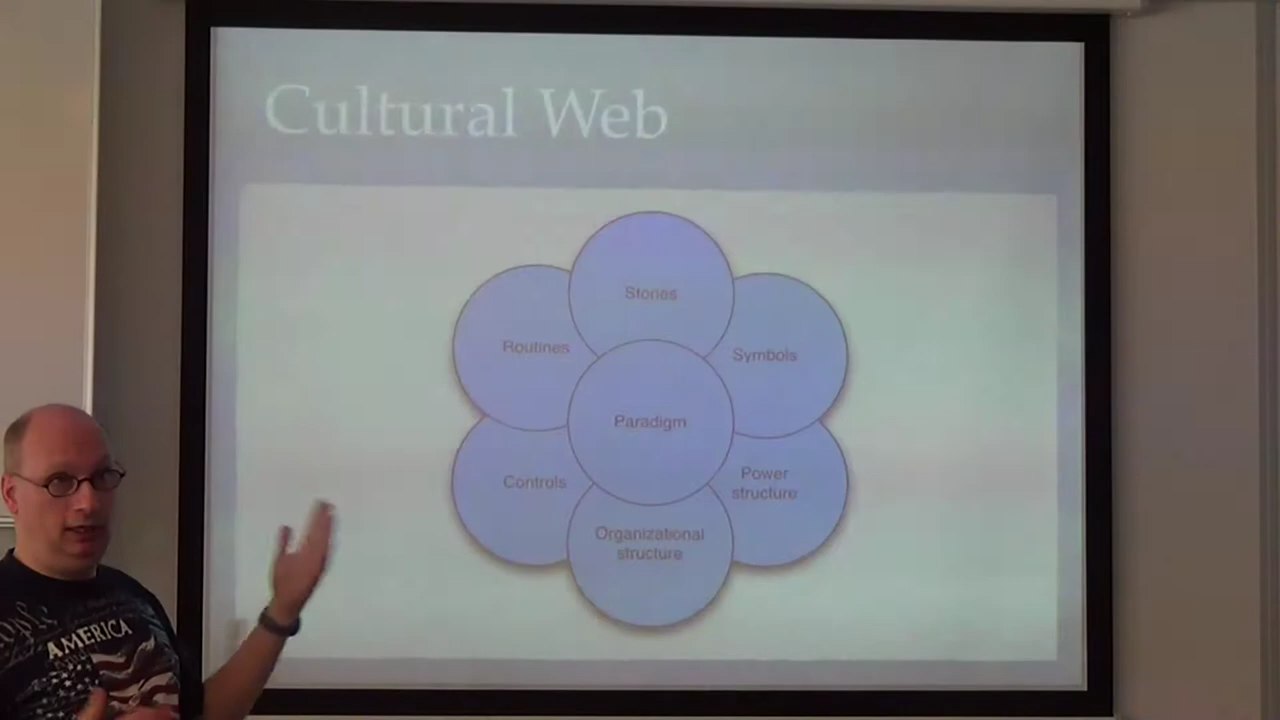 Cultural Web
Stories
Routines
Symbols
Paradigm
Controls
Power
structure
Organizational
structure
AMERICA